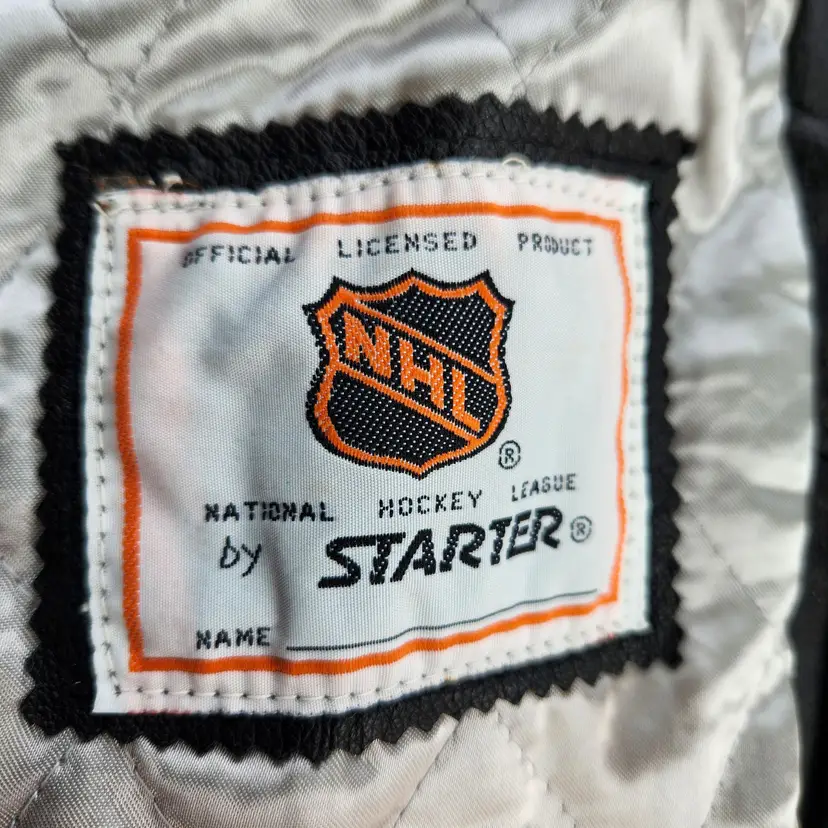 OFFICIAL LICENSED PRODUCT
NHL
®
NATIONAL HOCKEY LEAGUE
by STARTER®
NAME